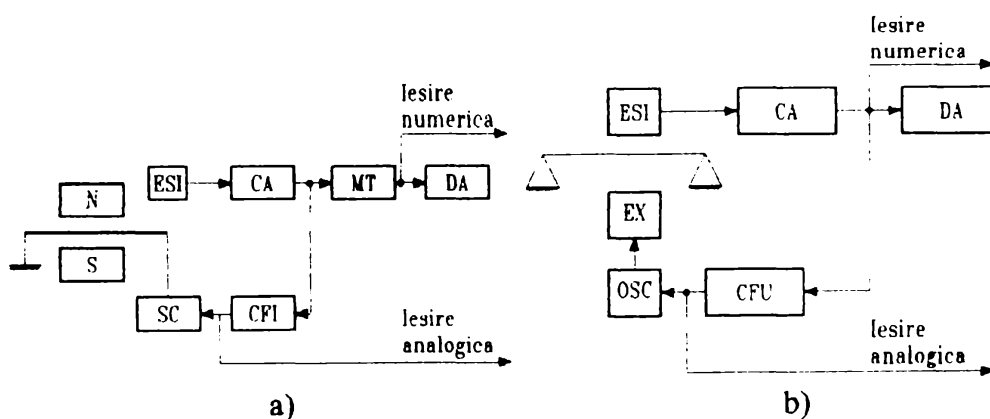 Iesire
numerica
ESI CA MT DA
N
S
SC CFI
Iesire
analogica
a)
Iesire
numerica
ESI CA DA
EX
OSC CFU
Iesire
analogica
b)